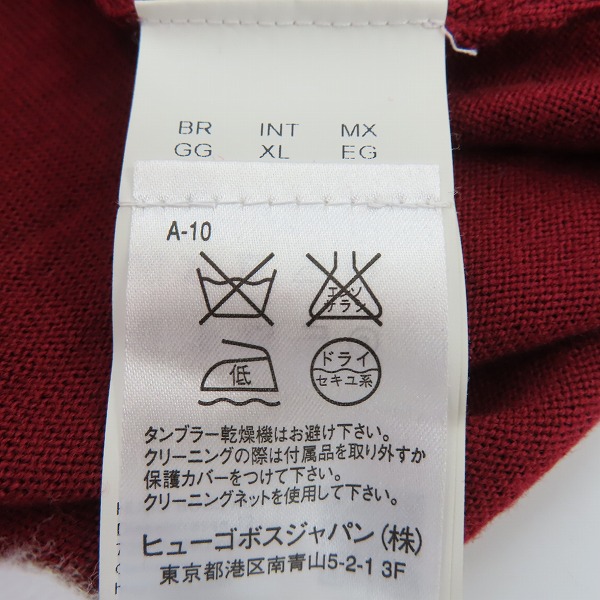 BR INT MX
GG XL EG
A-10
エンソ
サラシ
低
ドライ
セキユ系
タンブラー乾燥機はお避け下さい。
クリーニングの際は付属品を取り外すか
保護カバーをつけて下さい。
クリーニングネットを使用して下さい。
ヒューゴボスジャパン(株)
東京都港区南青山5-2-1 3F